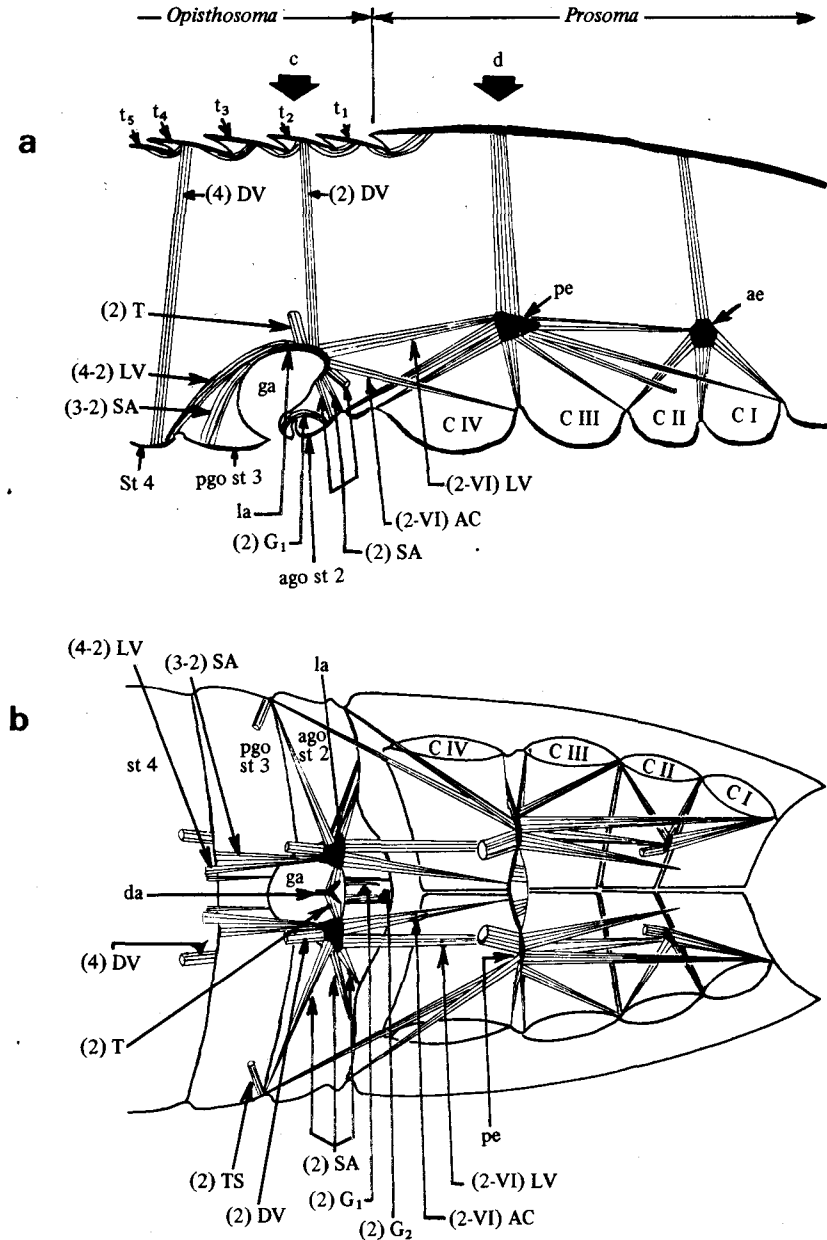 Opisthosoma
Prosoma
c
d
a
t5 t4 t3 t2 t1
(4) DV
(2) DV
(2) T
pe
ae
(4-2) LV
ga
(3-2) SA
C IV
C III
C II
C I
St 4
pgo st 3
(2-VI) LV
la
(2-VI) AC
(2) G1
(2) SA
ago st 2
b
(4-2) LV
(3-2) SA
la
st 4
pgo
st 3
ago
st 2
C IV
C III
C II
C I
ga
da
(4) DV
(2) T
pe
(2) TS
(2) SA
(2) DV
(2) G1
(2-VI) LV
(2) G2
(2-VI) AC